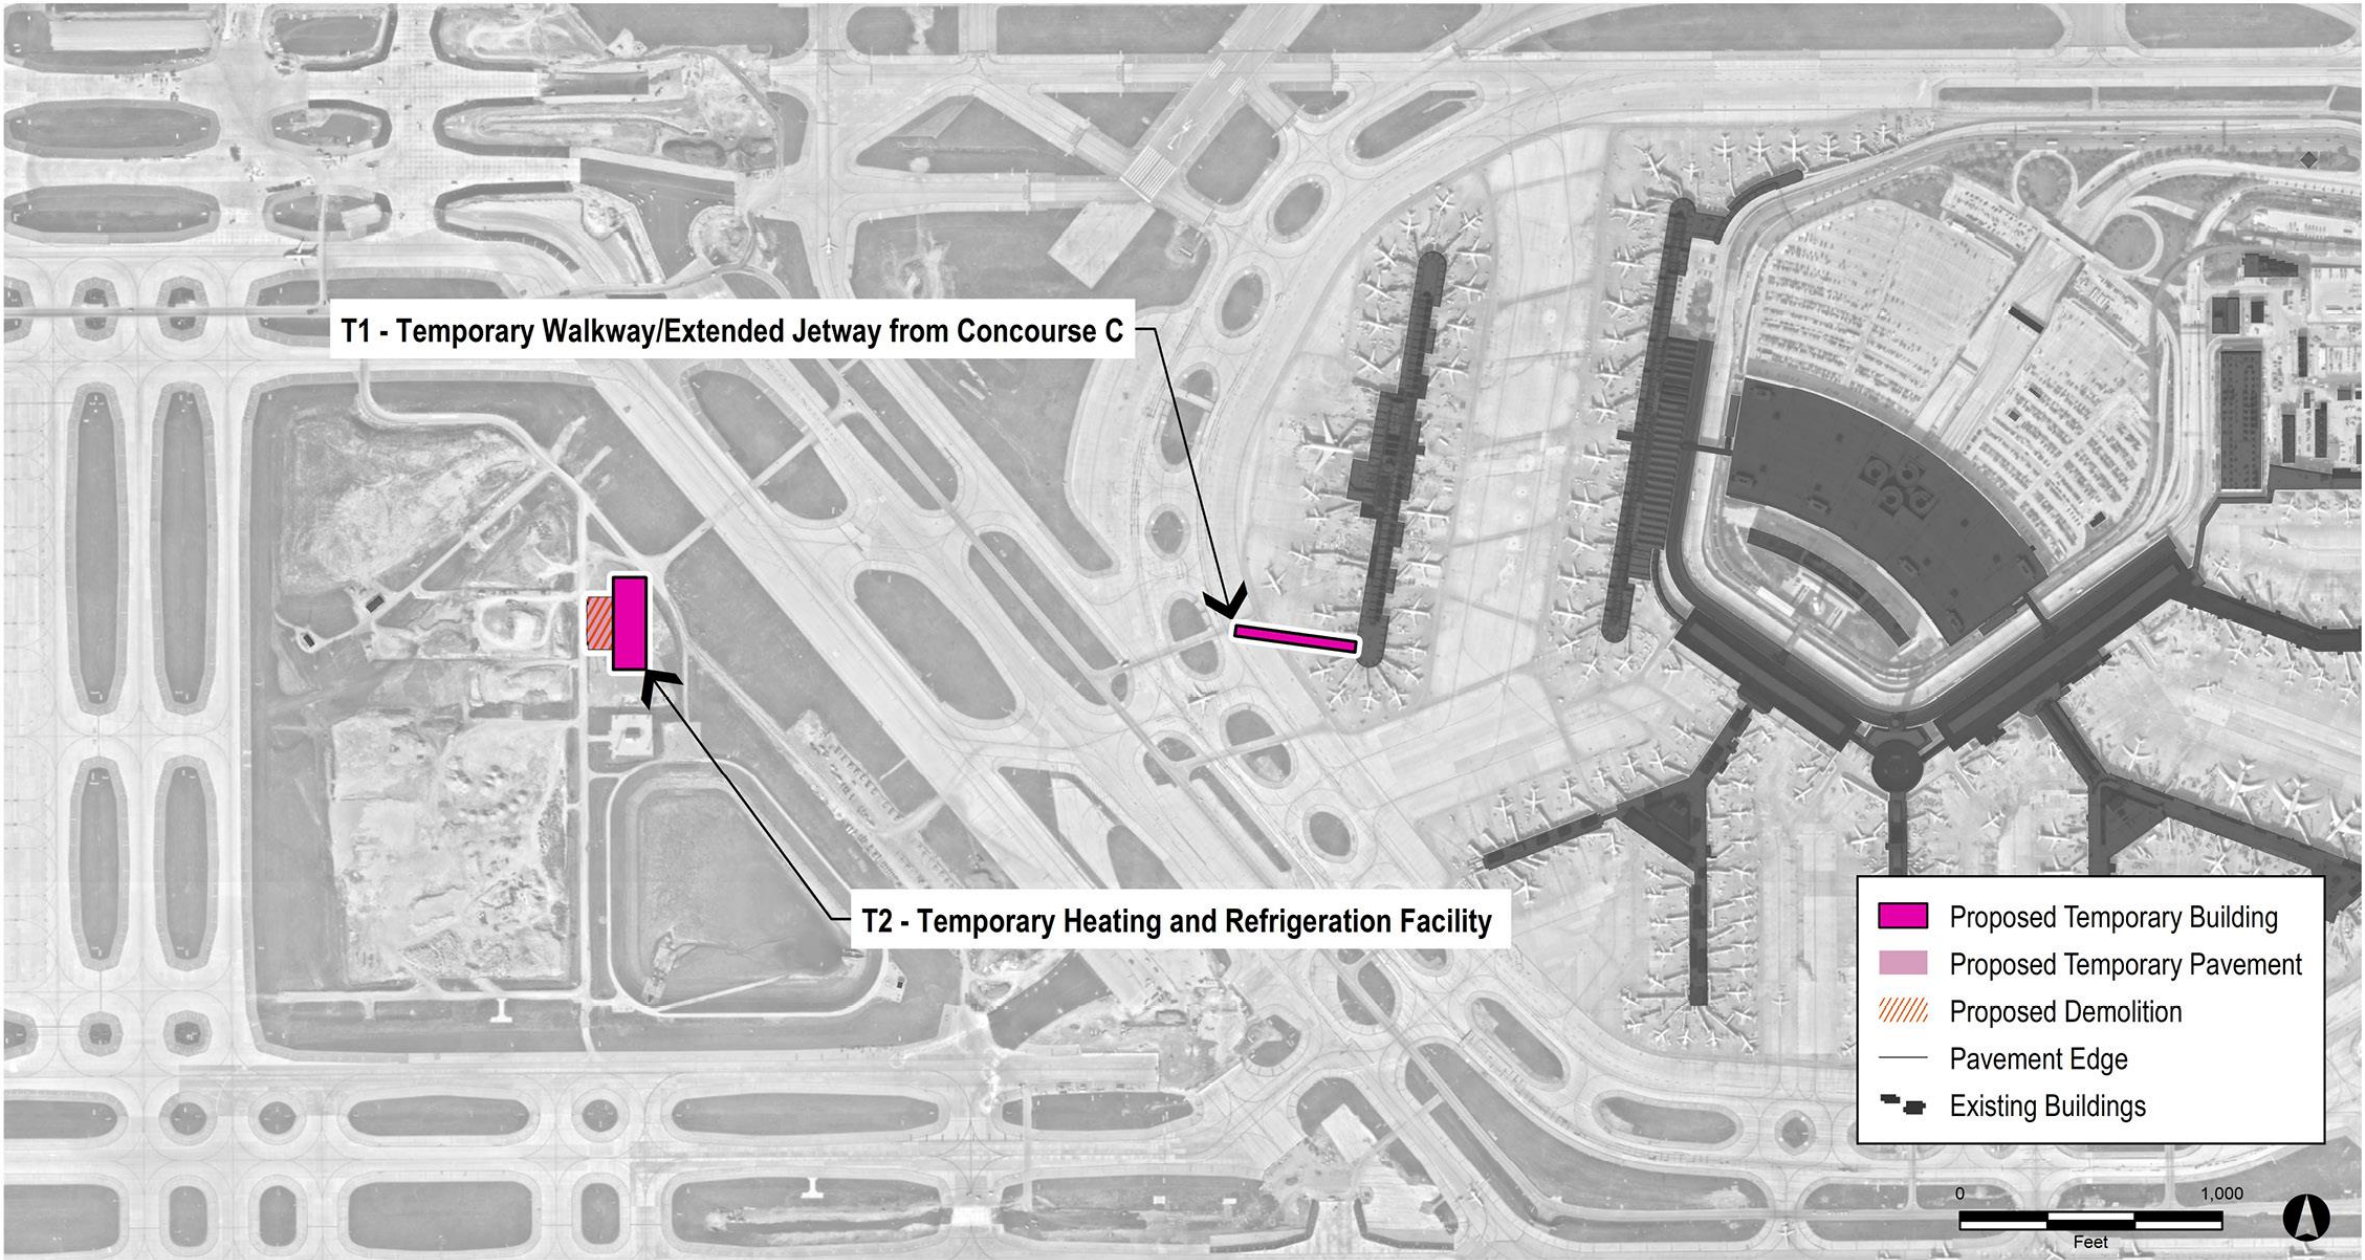 T1 - Temporary Walkway/Extended Jetway from Concourse C
T2 - Temporary Heating and Refrigeration Facility
Proposed Temporary Building
Proposed Temporary Pavement
Proposed Demolition
Pavement Edge
Existing Buildings
0 1,000
Feet